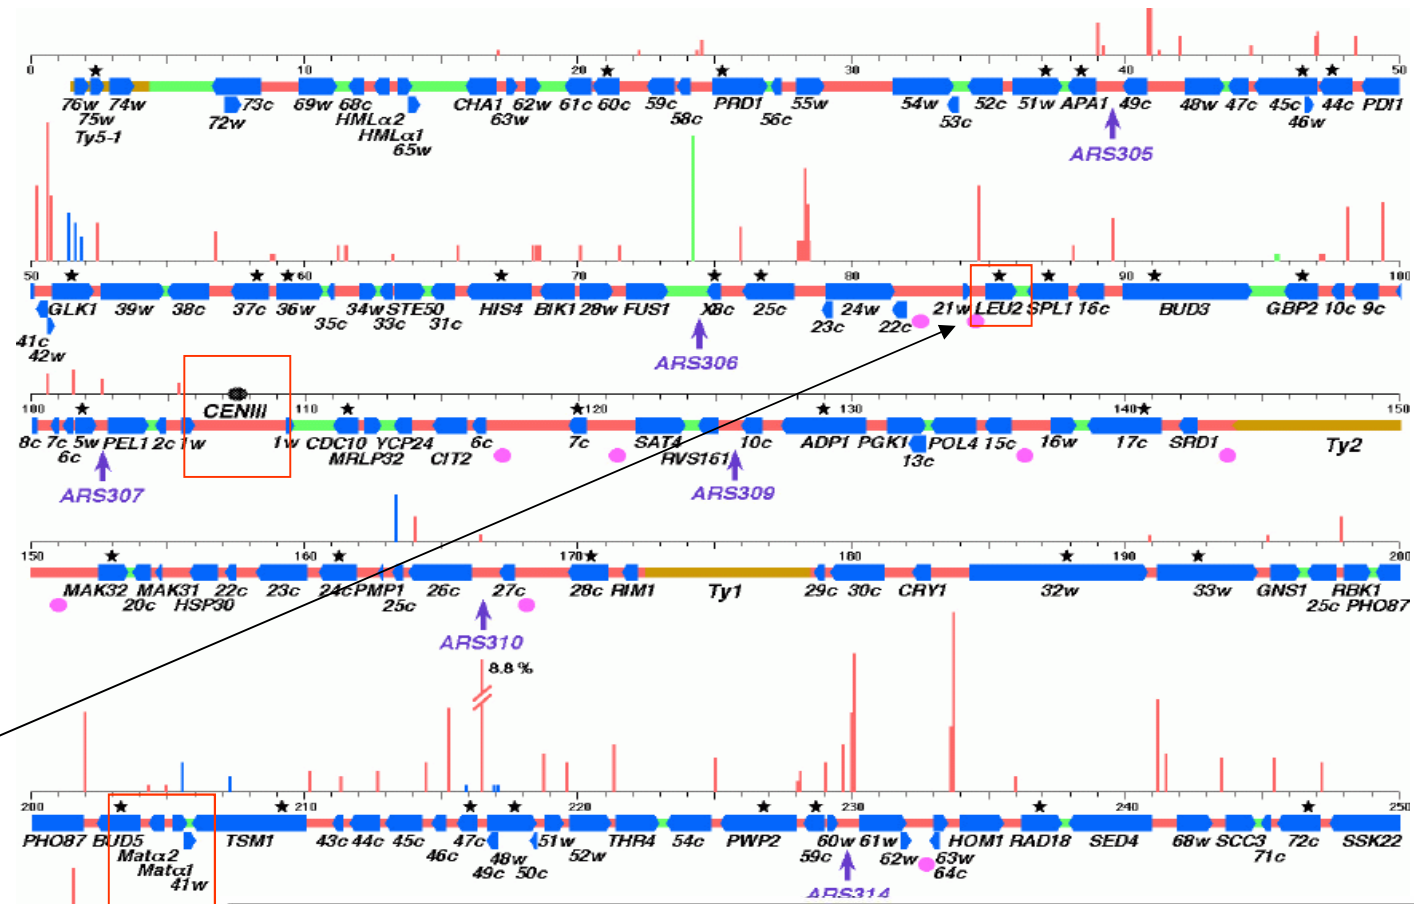 0 10 20 30 40 50
76w 74w 73c 69w 68c CHA1 62w 61c 60c 59c PRD1 55w 54w 52c 51w APA1 49c 48w 47c 45c 44c PDI1
75w 72w HMLα2 63w 58c 56c 53c 46w
Ty5-1 HMLα1
65w ARS305
50 60 70 80 90 100
GLK1 39w 38c 37c 36w 34w STE50 HIS4 BIK1 28w FUS1 25c 24w 21w LEU2 SPL1 16c BUD3 GBP2 10c 9c
41c 35c 33c 31c 23c 22c
42w ARS306
100 CENIII 110 120 130 140 150
8c 7c 5w PEL1 2c 1w 1w CDC10 YCP24 6c 7c SAT4 10c ADP1 PGK1 POL4 15c 16w 17c SRD1 Ty2
6c MRLP32 CIT2 RVS161 13c
ARS307 ARS309
150 160 170 180 190 200
MAK32 MAK31 22c 23c 24c PMP1 26c 27c 28c RIM1 Ty1 29c 30c CRY1 32w 33w GNS1 RBK1
20c HSP30 25c 25c PHO87
ARS310
8.8 %
200 210 220 230 240 250
PHO87 BUD5 TSM1 43c 44c 45c 47c 51w THR4 54c PWP2 60w 61w HOM1 RAD18 SED4 68w SCC3 72c SSK22
Matα2 46c 48w 52w 59c 62w 63w 71c
Matα1 49c 50c 64c
41w ARS314